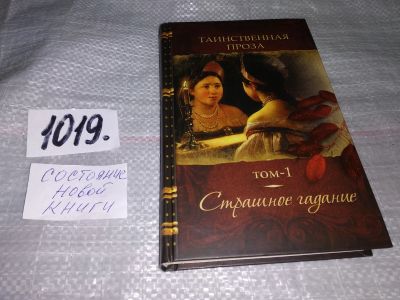 1019.
СОСТОЯНИЕ
НОВОЙ
КНИГИ
ТАИНСТВЕННАЯ
ПРОЗА
ТОМ-1
Страшное гадание